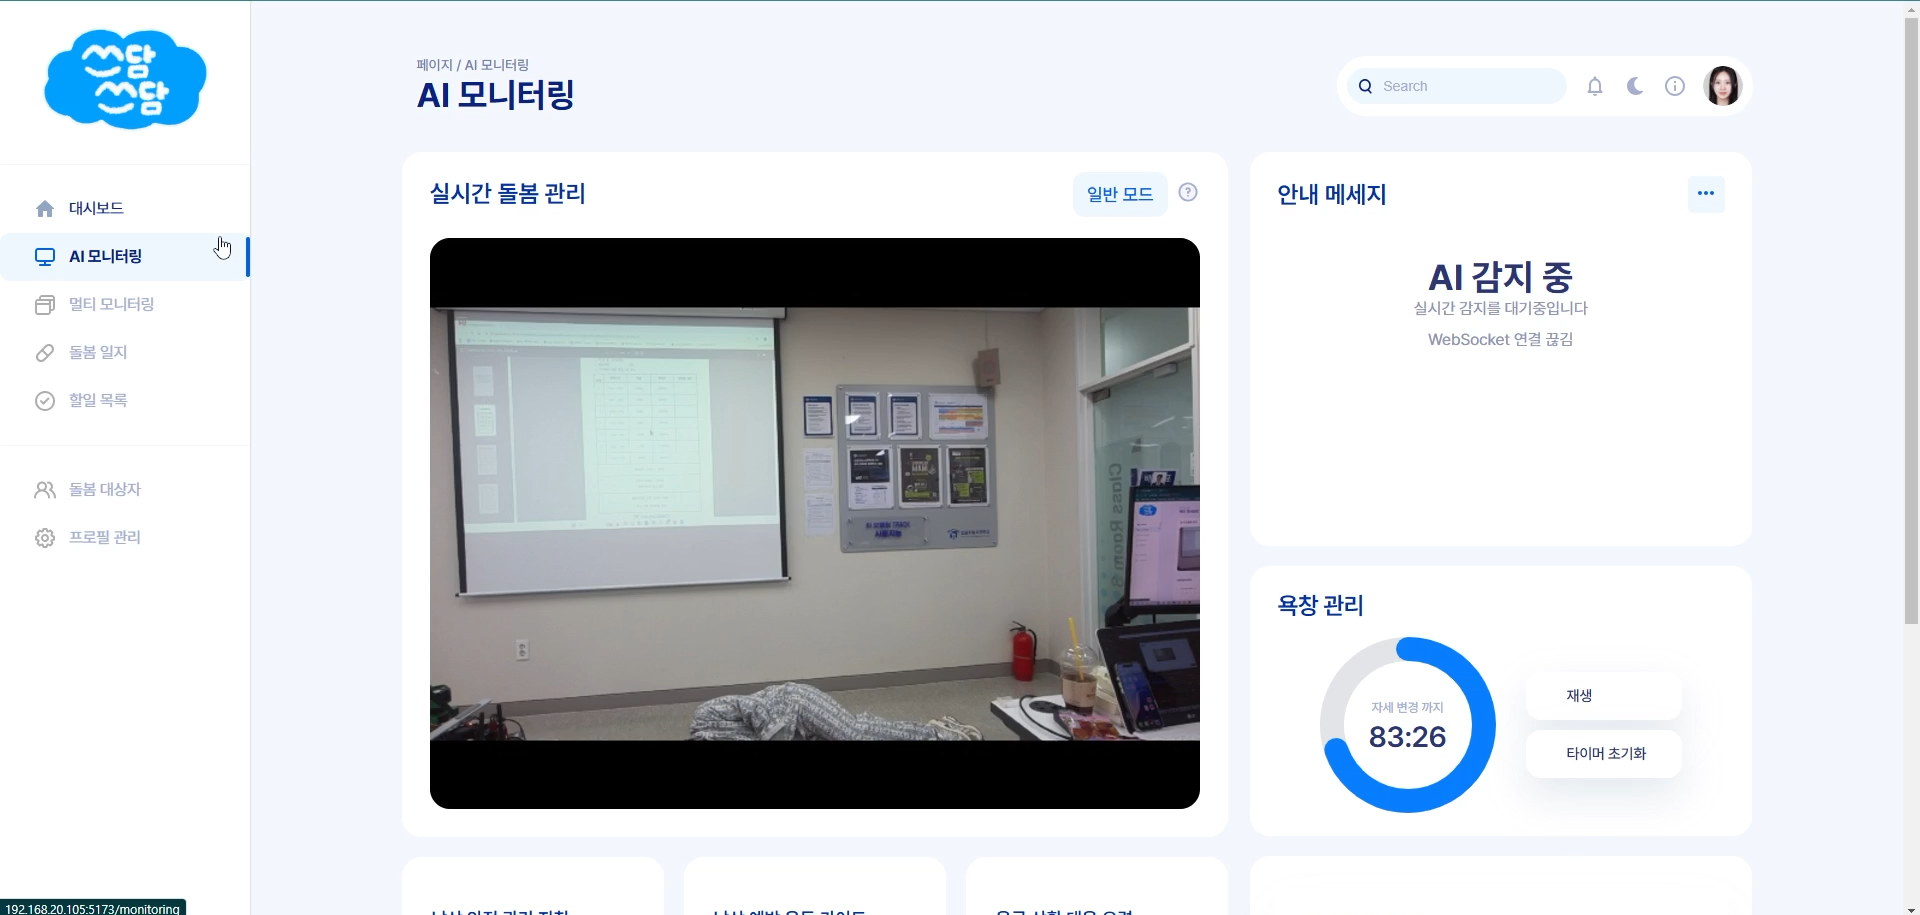 쓰담
쓰담
대시보드
AI 모니터링
멀티 모니터링
돌봄 일지
할일 목록
돌봄 대상자
프로필 관리
192.168.20.105:5173/monitoring
페이지 / AI 모니터링
AI 모니터링
Search
실시간 돌봄 관리
일반 모드
Class Room
안내 메세지
AI 감지 중
실시간 감지를 대기중입니다
WebSocket 연결 끊김
욕창 관리
자세 변경 까지
83:26
재생
타이머 초기화